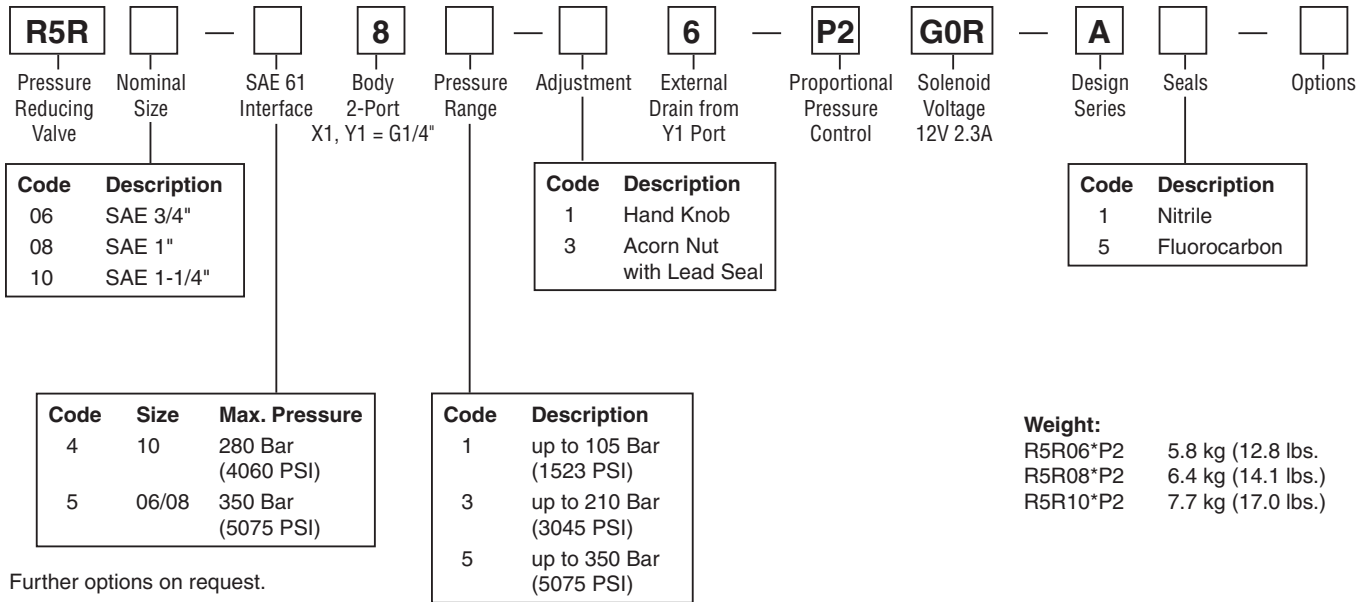 R5R — 8 — 6 — P2 G0R — A —
Pressure Reducing Valve
Nominal Size
SAE 61 Interface
Body 2-Port X1, Y1 = G1/4"
Pressure Range
Adjustment
External Drain from Y1 Port
Proportional Pressure Control
Solenoid Voltage 12V 2.3A
Design Series
Seals
Options
Code Description
06 SAE 3/4"
08 SAE 1"
10 SAE 1-1/4"
Code Description
1 Hand Knob
3 Acorn Nut
with Lead Seal
Code Description
1 Nitrile
5 Fluorocarbon
Code Size Max. Pressure
4 10 280 Bar
(4060 PSI)
5 06/08 350 Bar
(5075 PSI)
Code Description
1 up to 105 Bar
(1523 PSI)
3 up to 210 Bar
(3045 PSI)
5 up to 350 Bar
(5075 PSI)
Weight:
R5R06*P2 5.8 kg (12.8 lbs.
R5R08*P2 6.4 kg (14.1 lbs.)
R5R10*P2 7.7 kg (17.0 lbs.)
Further options on request.